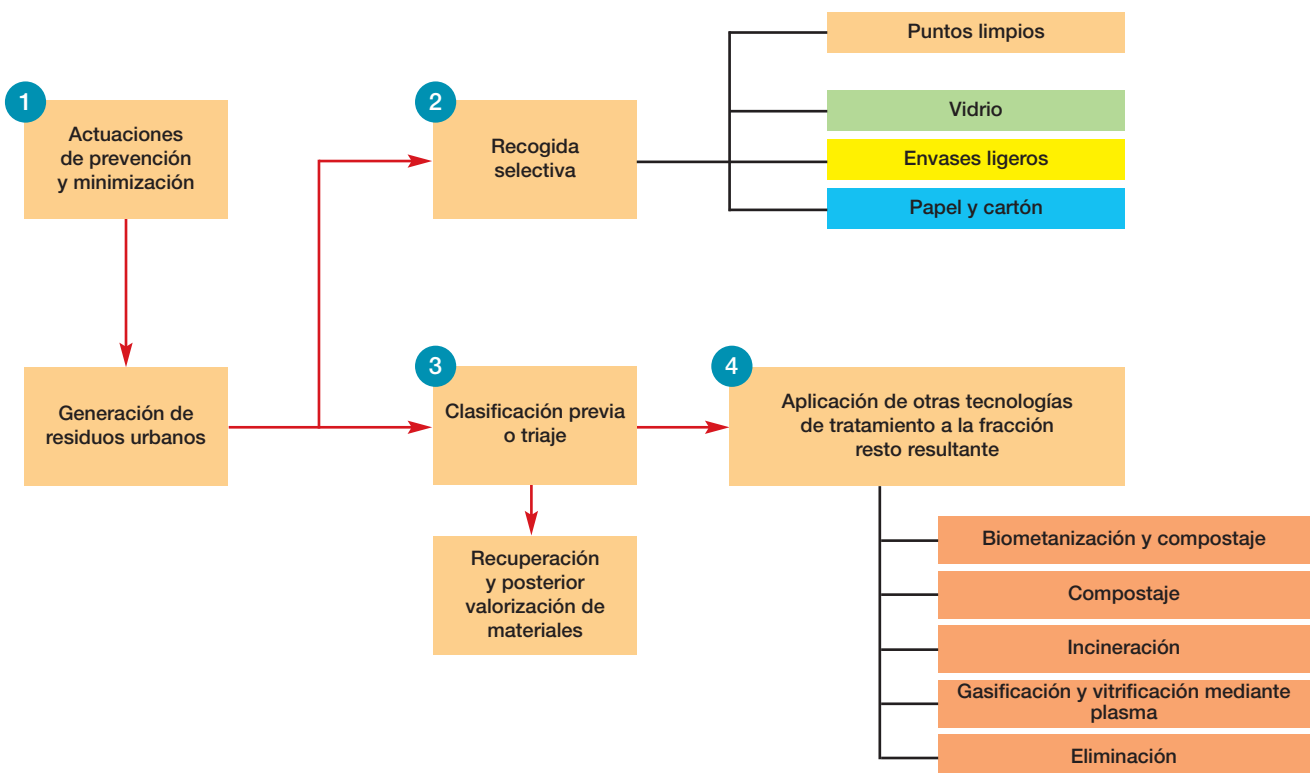 1
Actuaciones
de prevención
y minimización
Generación de
residuos urbanos
2
Recogida
selectiva
Puntos limpios
Vidrio
Envases ligeros
Papel y cartón
3
Clasificación previa
o triaje
Recuperación
y posterior
valorización de
materiales
4
Aplicación de otras tecnologías
de tratamiento a la fracción
resto resultante
Biometanización y compostaje
Compostaje
Incineración
Gasificación y vitrificación mediante
plasma
Eliminación